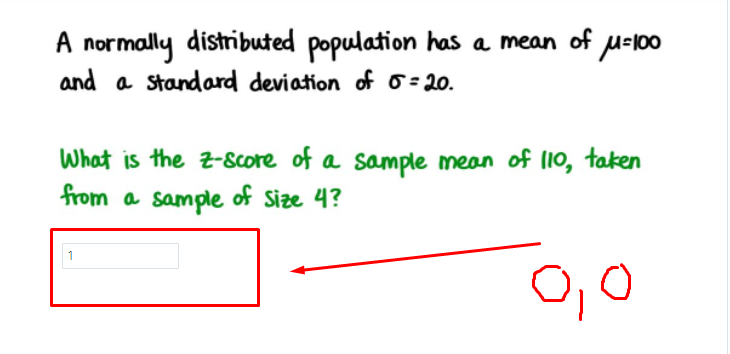 A normally distributed population has a mean of μ=100
and a standard deviation of σ=20.
What is the z-score of a sample mean of 110, taken
from a sample of size 4?
1
0,0